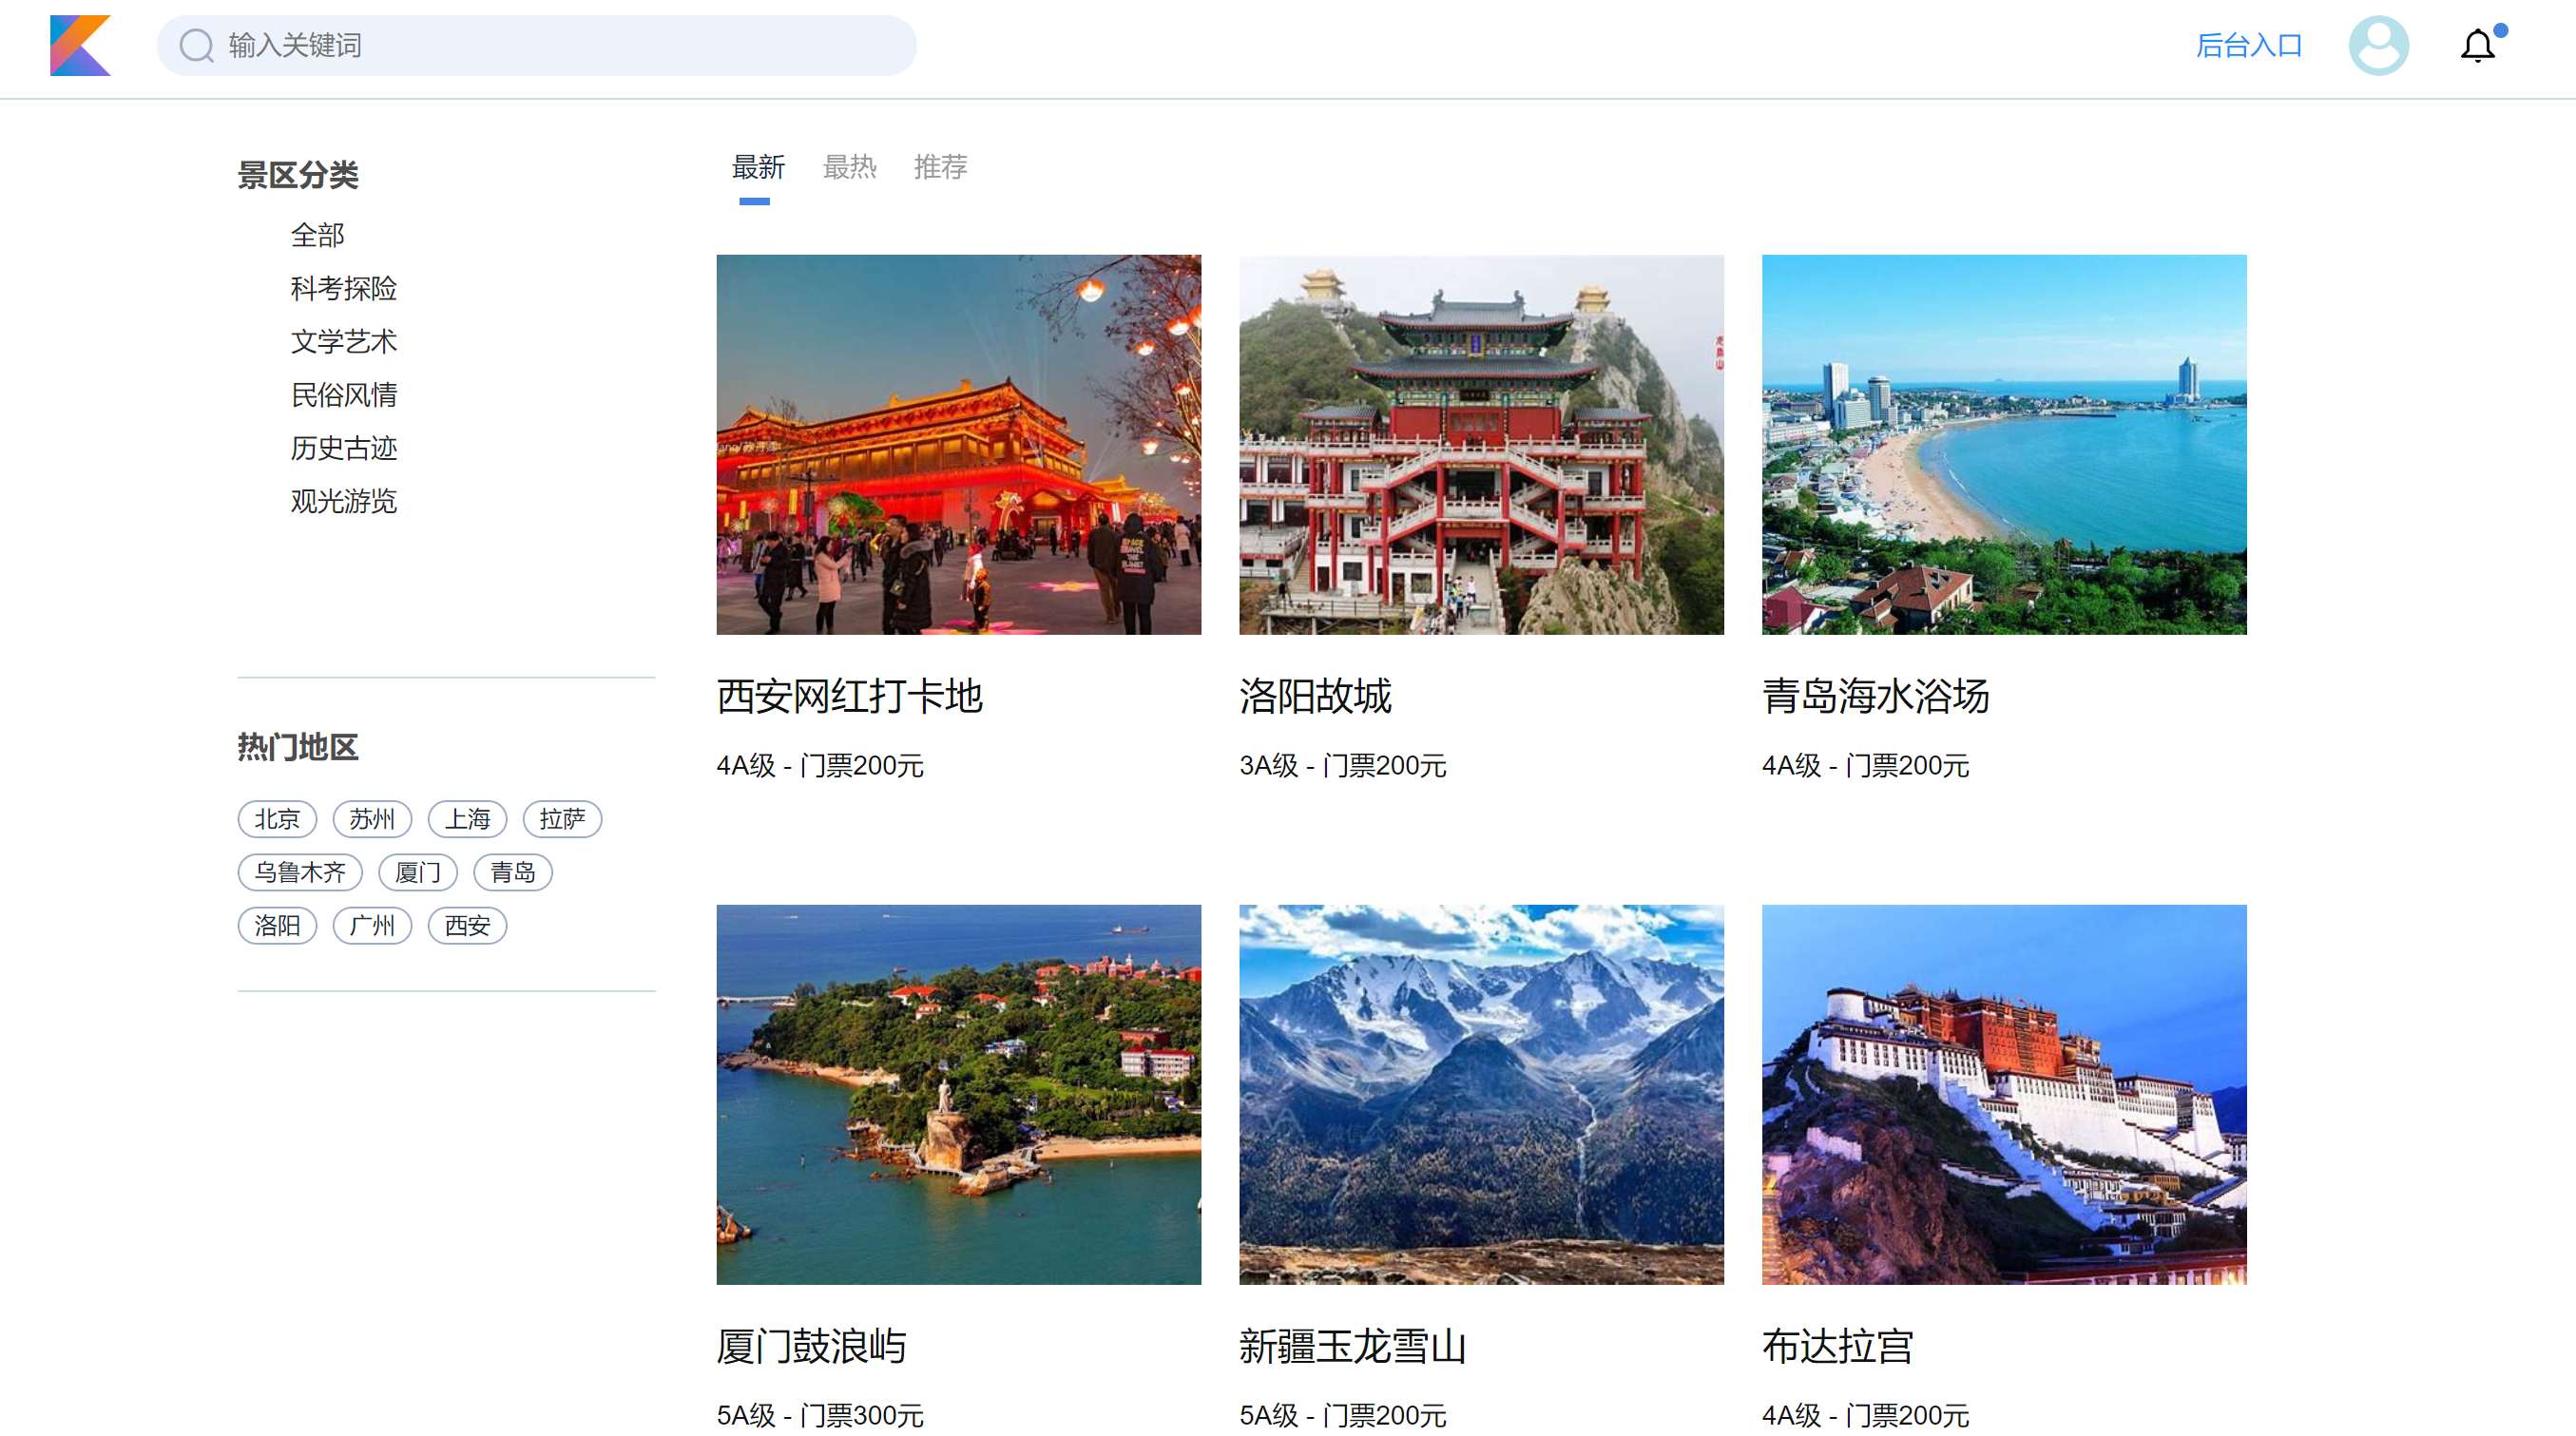 输入关键词
后台入口
景区分类
全部
科考探险
文学艺术
民俗风情
历史古迹
观光游览
热门地区
北京 苏州 上海 拉萨
乌鲁木齐 厦门 青岛
洛阳 广州 西安
最新 最热 推荐
SPACE
TRAVEL
THE
PLANET
西安网红打卡地
4A级 - 门票200元
洛阳故城
3A级 - 门票200元
青岛海水浴场
4A级 - 门票200元
厦门鼓浪屿
5A级 - 门票300元
新疆玉龙雪山
5A级 - 门票200元
布达拉宫
4A级 - 门票200元